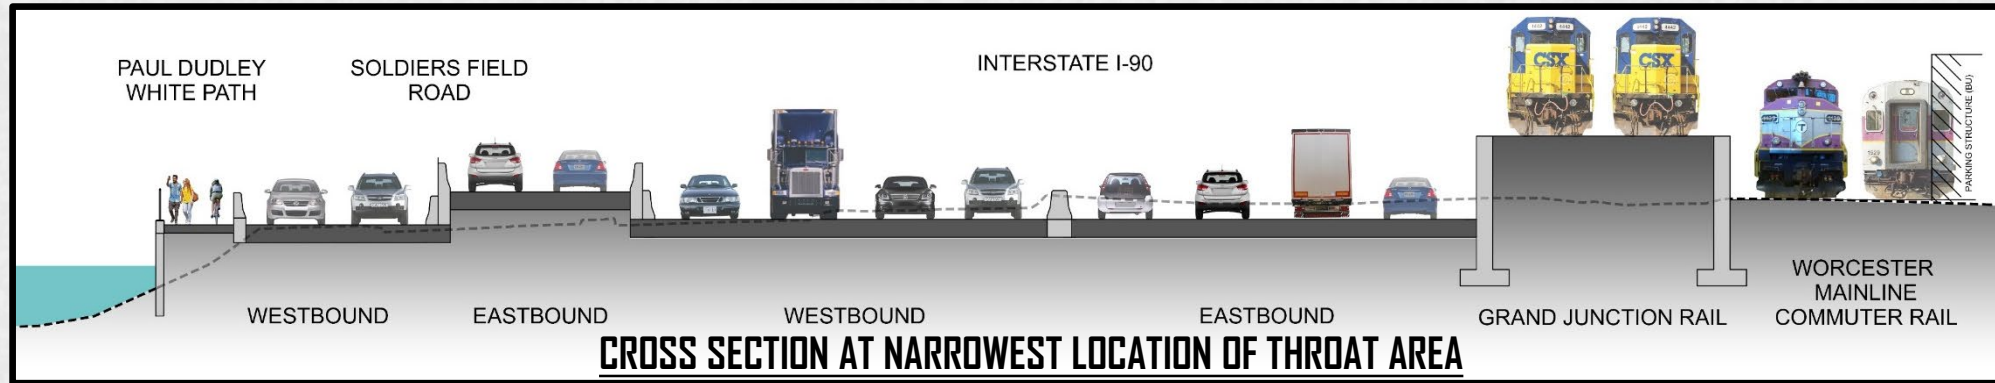 PAUL DUDLEY
WHITE PATH
SOLDIERS FIELD
ROAD
INTERSTATE I-90
CSX
CSX
PARKING STRUCTURE (BU)
WESTBOUND
EASTBOUND
WESTBOUND
EASTBOUND
GRAND JUNCTION RAIL
WORCESTER
MAINLINE
COMMUTER RAIL
CROSS SECTION AT NARROWEST LOCATION OF THROAT AREA